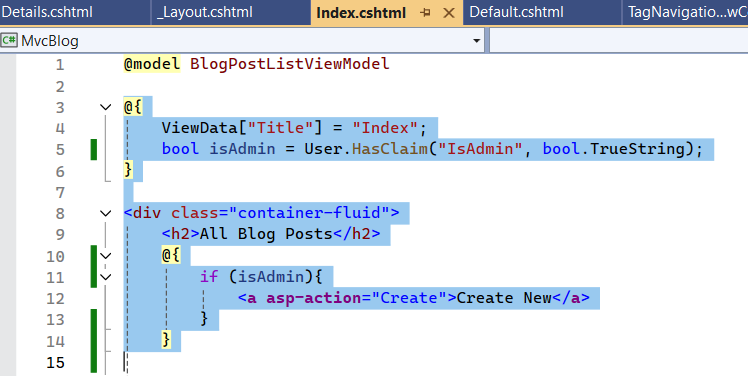 Details.cshtml _Layout.cshtml Index.cshtml Default.cshtml TagNavigatio...wC
C# MvcBlog
1 @model BlogPostListViewModel
2
3 @{
4 ViewData["Title"] = "Index";
5 bool isAdmin = User.HasClaim("IsAdmin", bool.TrueString);
6 }
7
8 <div class="container-fluid">
9 <h2>All Blog Posts</h2>
10 @{
11 if (isAdmin){
12 <a asp-action="Create">Create New</a>
13 }
14 }
15